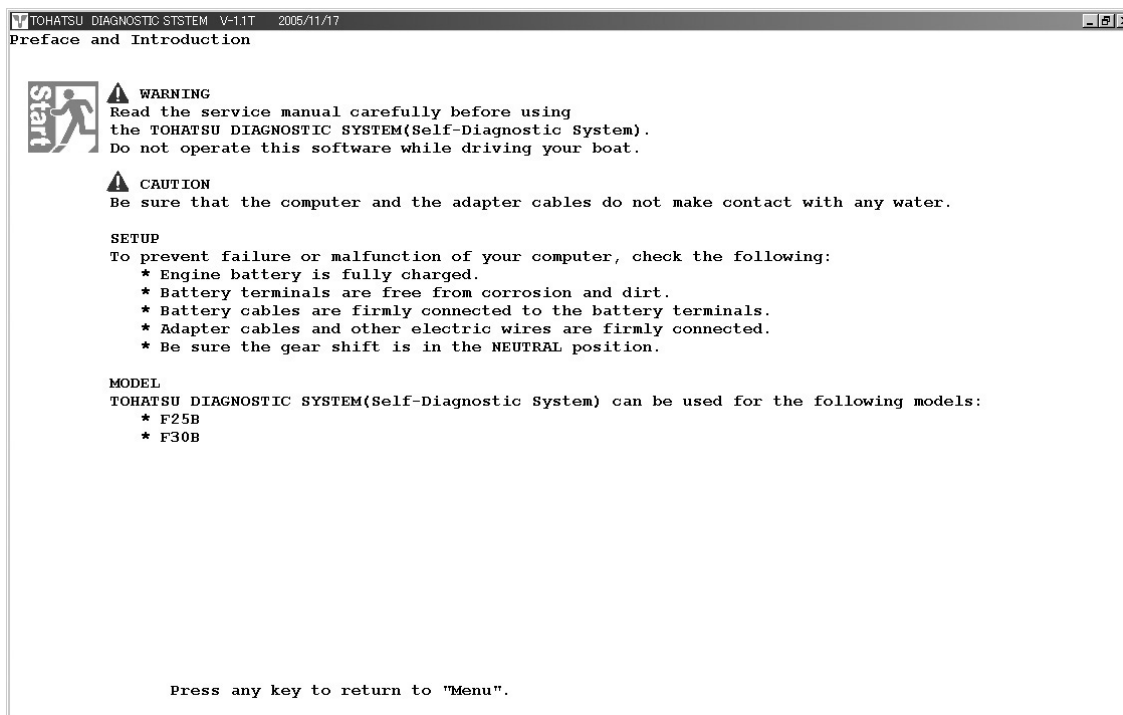 TOHATSU DIAGNOSTIC STSTEM V-1.1T 2005/11/17
Preface and Introduction
Start
WARNING
Read the service manual carefully before using
the TOHATSU DIAGNOSTIC SYSTEM(Self-Diagnostic System).
Do not operate this software while driving your boat.
CAUTION
Be sure that the computer and the adapter cables do not make contact with any water.
SETUP
To prevent failure or malfunction of your computer, check the following:
* Engine battery is fully charged.
* Battery terminals are free from corrosion and dirt.
* Battery cables are firmly connected to the battery terminals.
* Adapter cables and other electric wires are firmly connected.
* Be sure the gear shift is in the NEUTRAL position.
MODEL
TOHATSU DIAGNOSTIC SYSTEM(Self-Diagnostic System) can be used for the following models:
* F25B
* F30B
Press any key to return to "Menu".